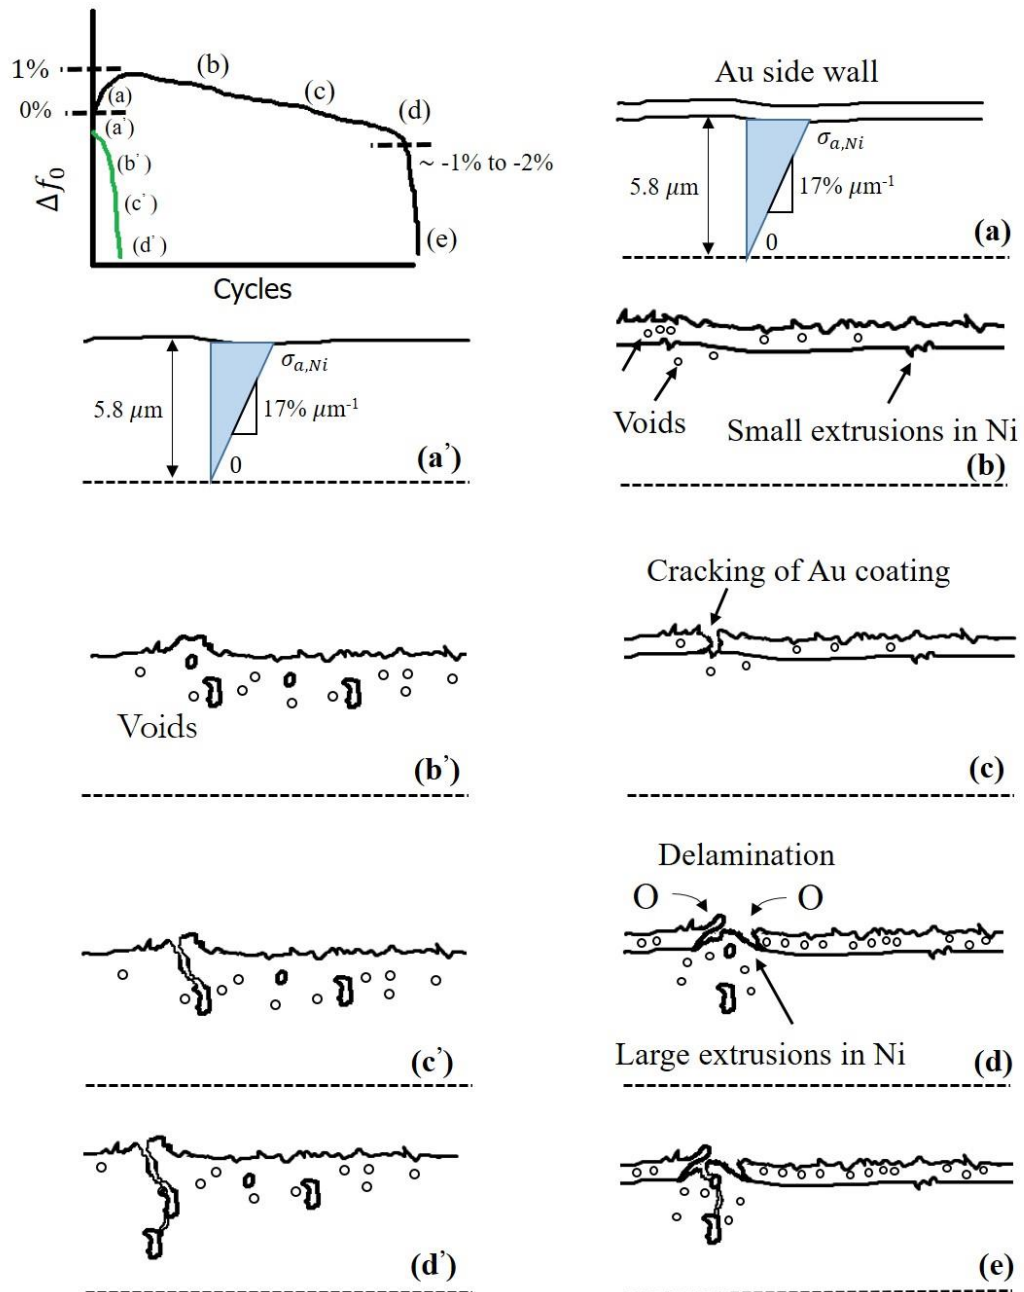 1%
0%
Δf₀
(a)
(b)
(c)
(d)
(e)
(a')
(b')
(c')
(d')
~ -1% to -2%
Cycles
Au side wall
σₐ,Ni
5.8 μm
17% μm⁻¹
0
(a)
σₐ,Ni
5.8 μm
17% μm⁻¹
0
(a')
Voids
Small extrusions in Ni
(b)
Voids
(b')
Cracking of Au coating
(c)
(c')
Delamination
O
O
Large extrusions in Ni
(d)
(d')
(e)